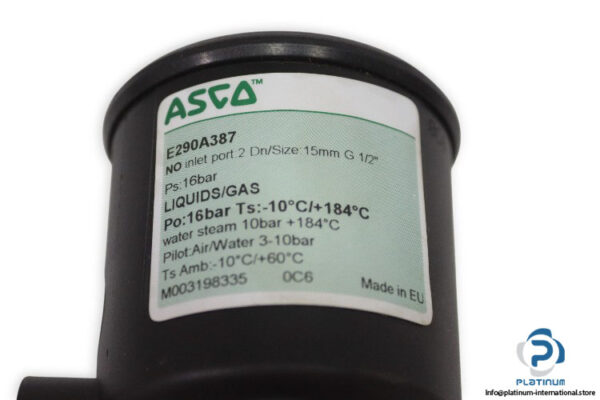 ASCO™
E290A387
NO inlet port 2 Dn/Size:15mm G 1/2"
Ps:16bar
LIQUIDS/GAS
Po:16bar Ts:-10°C/+184°C
water steam 10bar +184°C
Pilot:Air/Water 3-10bar
Ts Amb:-10°C/+60°C
M003198335 0C6 Made in EU
PLATINUM
info@platinum-international.store